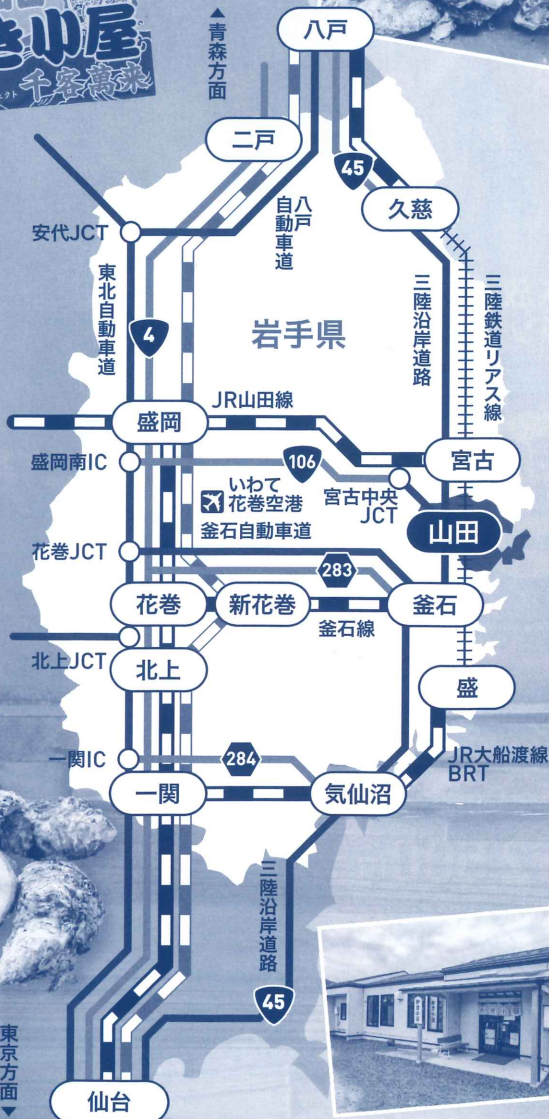 き小屋
千客萬来
▲青森方面
八戸
二戸
45
久慈
安代JCT
八戸
自動車道
東北自動車道
4
岩手県
三陸沿岸道路
三陸鉄道リアス線
JR山田線
盛岡
盛岡南IC
106
宮古
いわて
花巻空港
宮古中央
JCT
山田
釜石自動車道
花巻JCT
283
花巻
新花巻
釜石
釜石線
北上JCT
北上
盛
一関IC
284
JR大船渡線
BRT
一関
気仙沼
三陸沿岸道路
45
東京方面▼
仙台